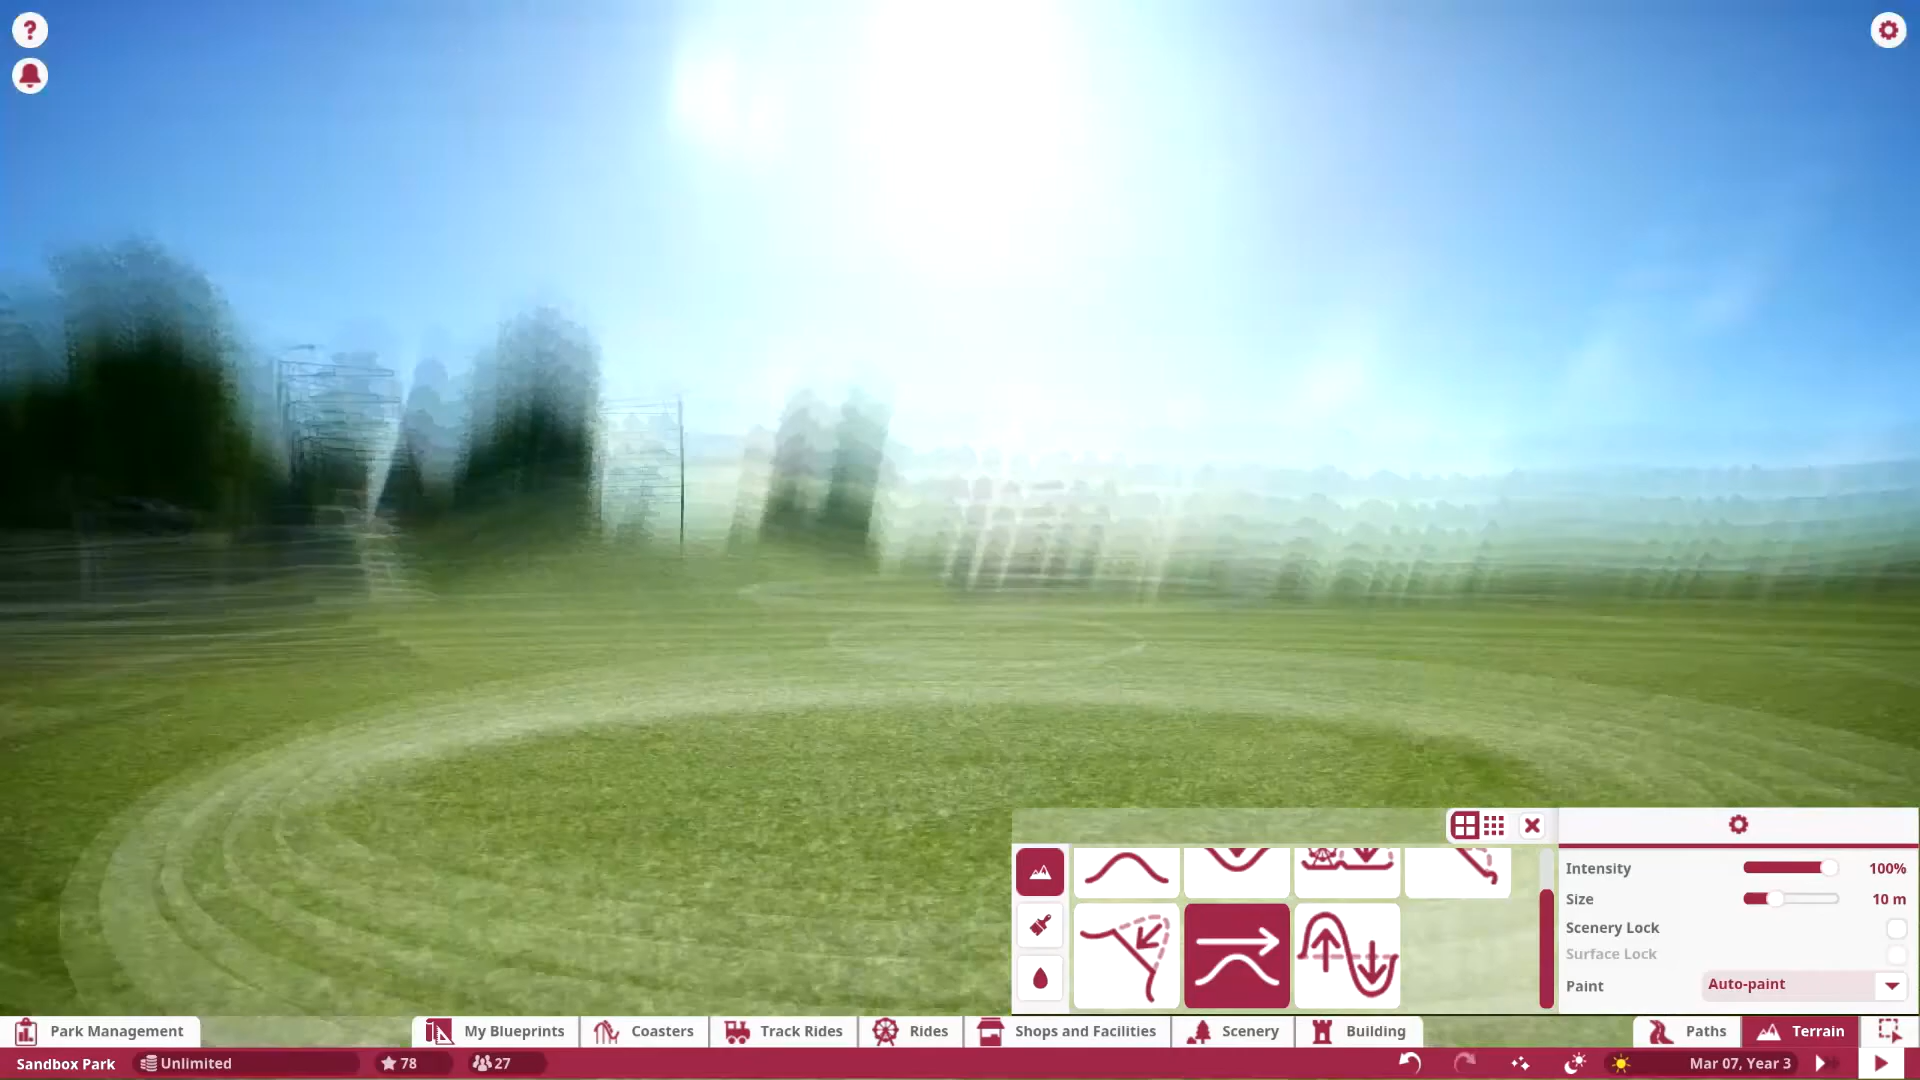 ?
Intensity 100%
Size 10 m
Scenery Lock
Surface Lock
Paint Auto-paint
Park Management My Blueprints Coasters Track Rides Rides Shops and Facilities Scenery Building Paths Terrain
Sandbox Park Unlimited 78 27 Mar 07, Year 3